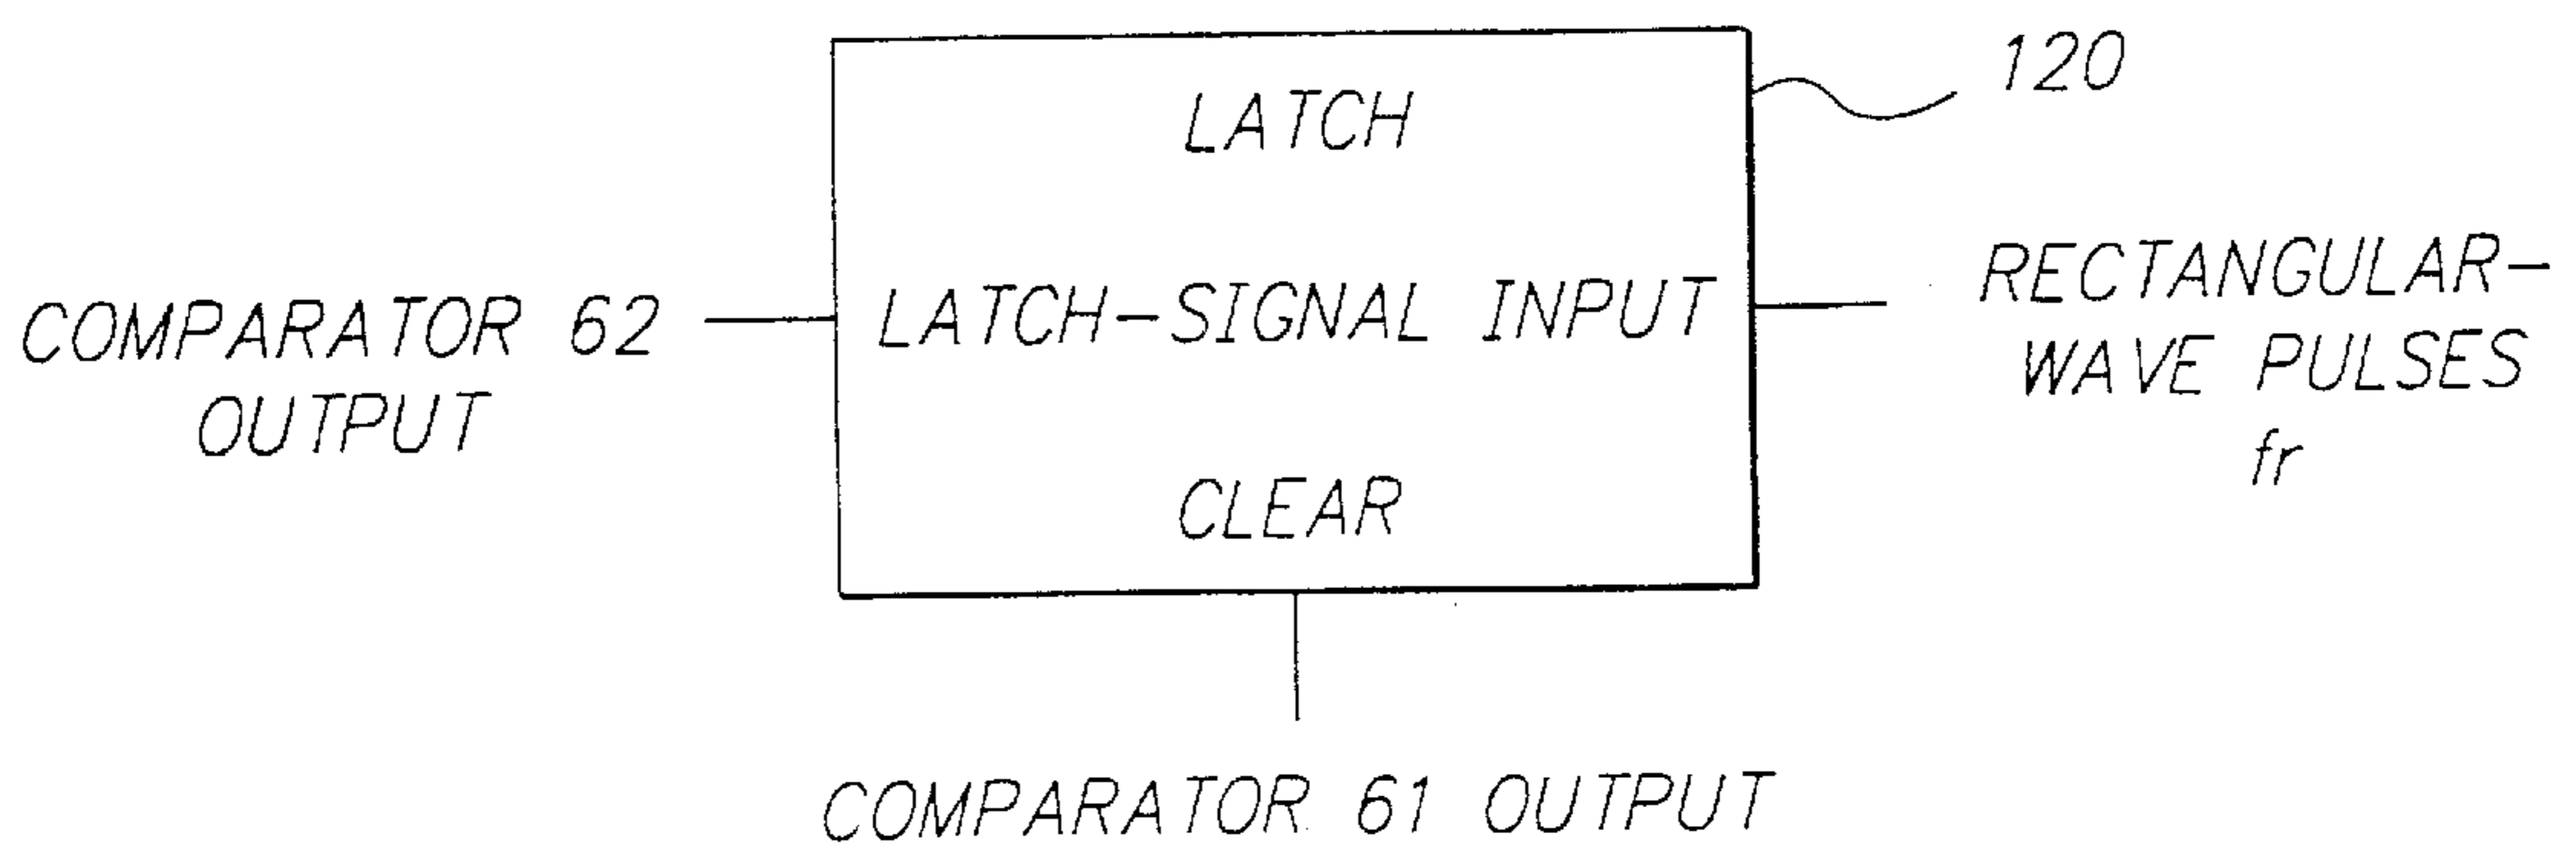 120
LATCH
COMPARATOR 62
OUTPUT
LATCH-SIGNAL INPUT
RECTANGULAR-
WAVE PULSES
fr
CLEAR
COMPARATOR 61 OUTPUT